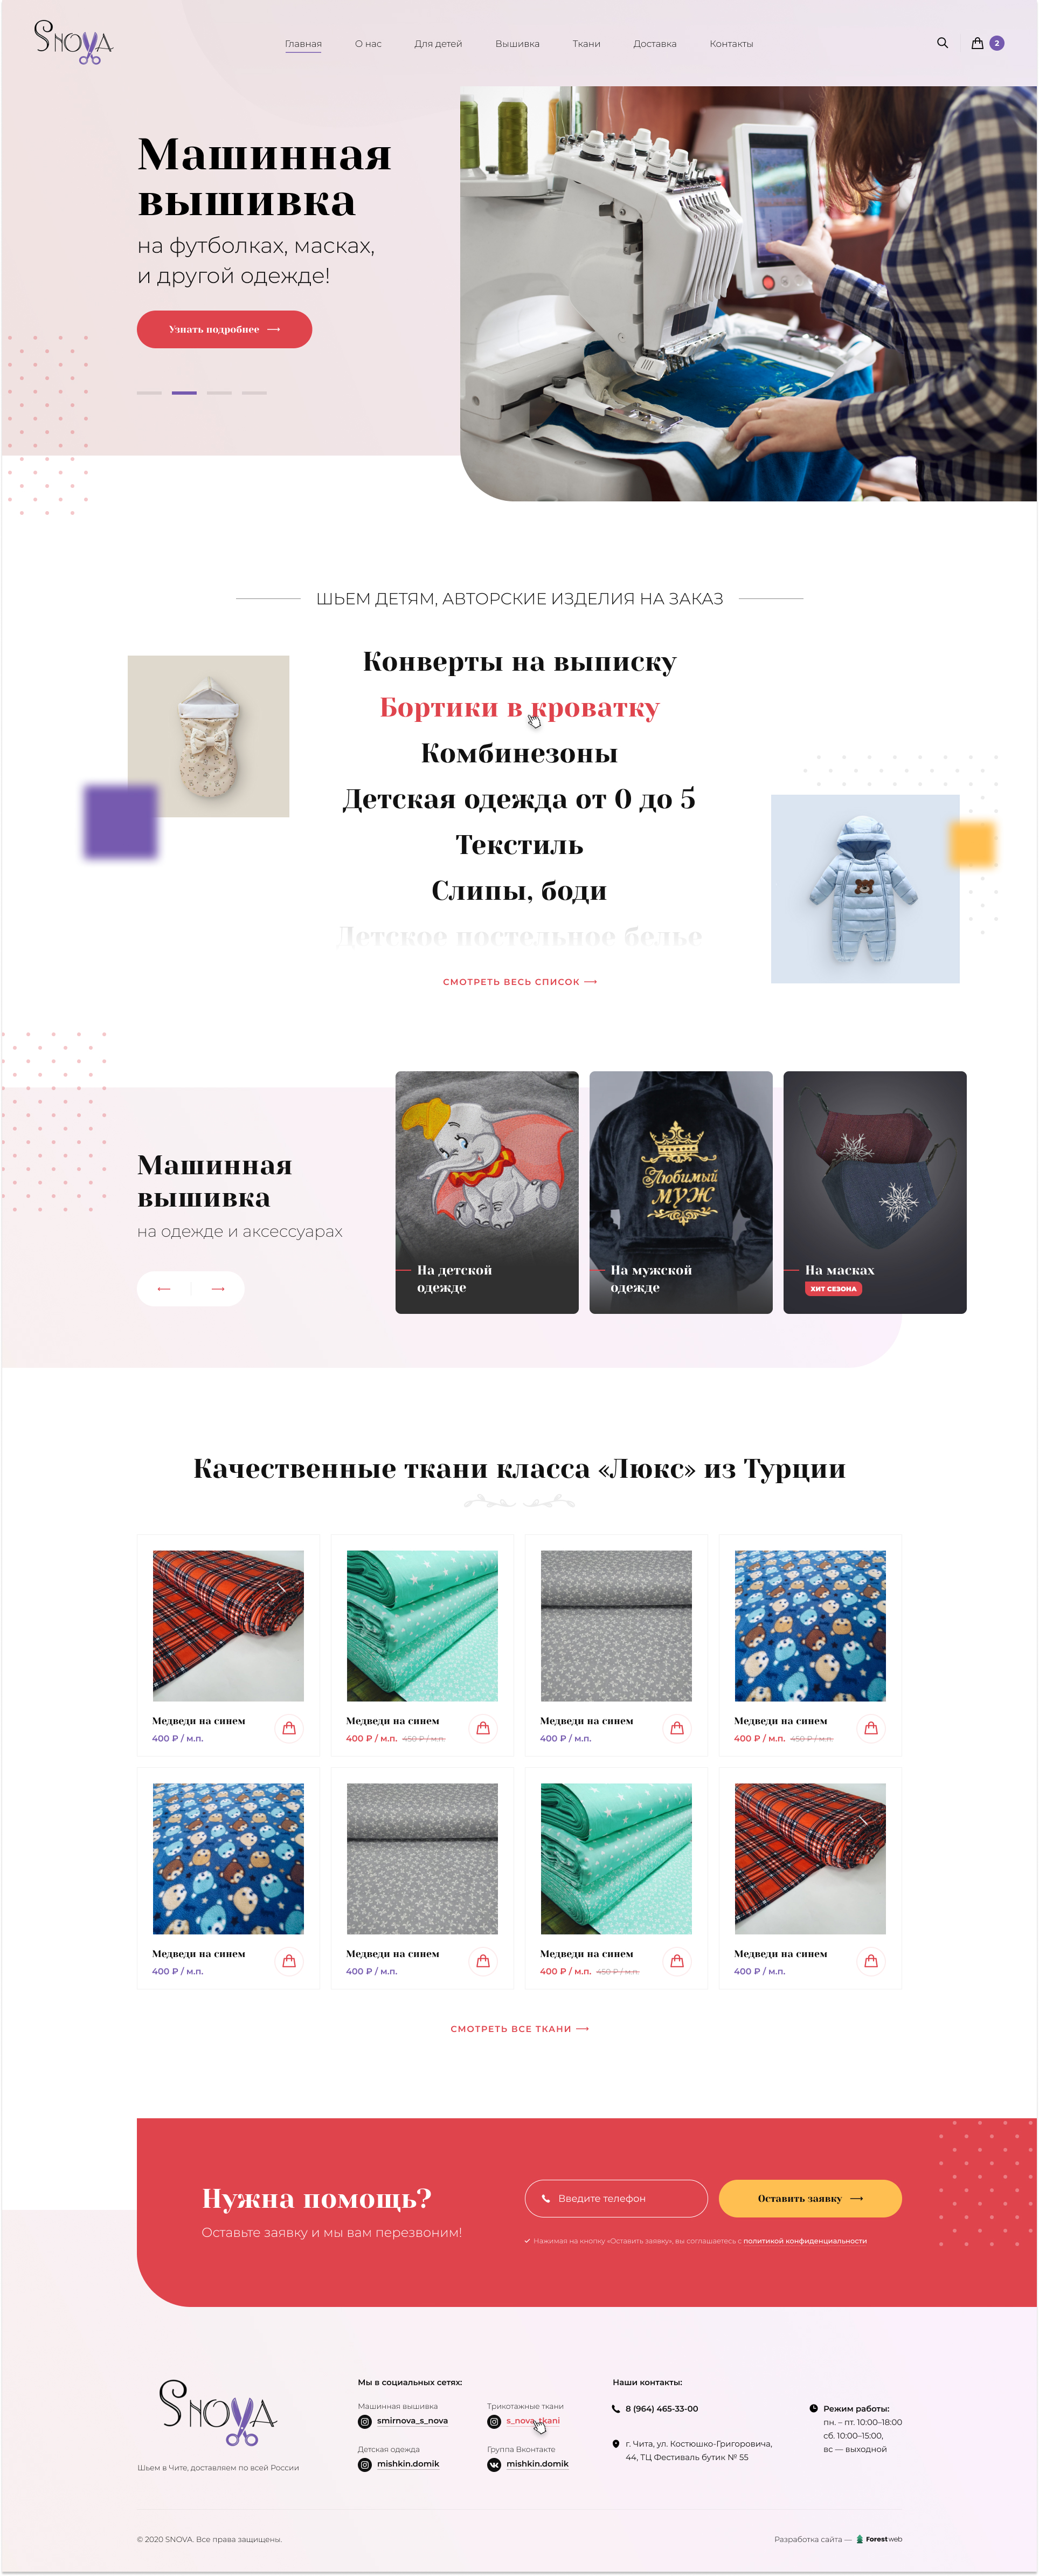 SNOVA
Главная
О нас
Для детей
Вышивка
Ткани
Доставка
Контакты
2
Машинная
вышивка
на футболках, масках,
и другой одежде!
Узнать подробнее
ШЬЕМ ДЕТЯМ, АВТОРСКИЕ ИЗДЕЛИЯ НА ЗАКАЗ
Конверты на выписку
Бортики в кроватку
Комбинезоны
Детская одежда от 0 до 5
Текстиль
Слипы, боди
Детское постельное белье
СМОТРЕТЬ ВЕСЬ СПИСОК
Машинная
вышивка
на одежде и аксессуарах
На детской
одежде
Любимый
МУЖ
На мужской
одежде
На масках
ХИТ СЕЗОНА
Качественные ткани класса «Люкс» из Турции
Медведи на синем
400 ₽ / м.п.
Медведи на синем
400 ₽ / м.п. 450 ₽ / м.п.
Медведи на синем
400 ₽ / м.п.
Медведи на синем
400 ₽ / м.п. 450 ₽ / м.п.
Медведи на синем
400 ₽ / м.п.
Медведи на синем
400 ₽ / м.п.
Медведи на синем
400 ₽ / м.п. 450 ₽ / м.п.
Медведи на синем
400 ₽ / м.п.
СМОТРЕТЬ ВСЕ ТКАНИ
Нужна помощь?
Оставьте заявку и мы вам перезвоним!
Введите телефон
Оставить заявку
Нажимая на кнопку «Оставить заявку», вы соглашаетесь с политикой конфиденциальности
SNOVA
Шьем в Чите, доставляем по всей России
Мы в социальных сетях:
Машинная вышивка
smirnova_s_nova
Трикотажные ткани
s_nova_tkani
Детская одежда
mishkin.domik
Группа Вконтакте
mishkin.domik
Наши контакты:
8 (964) 465-33-00
г. Чита, ул. Костюшко-Григоровича,
44, ТЦ Фестиваль бутик № 55
Режим работы:
пн. – пт. 10:00–18:00
сб. 10:00–15:00,
вс — выходной
© 2020 SNOVA. Все права защищены.
Разработка сайта — Forestweb